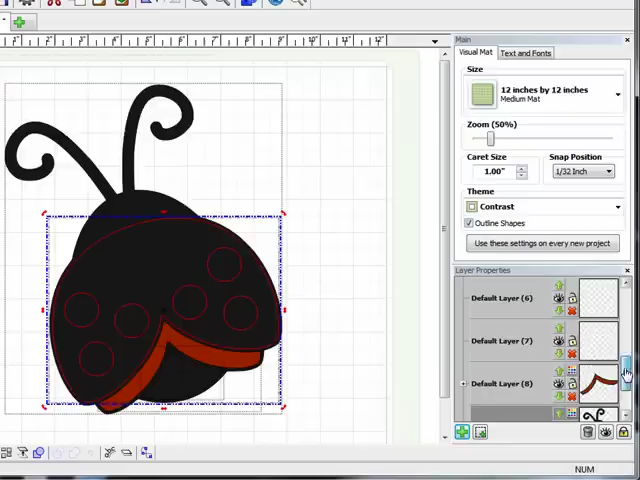 Main
Visual Mat
Text and Fonts
Size
12 inches by 12 inches
Medium Mat
Zoom (50%)
Caret Size
Snap Position
1.00"
1/32 Inch
Theme
Contrast
Outline Shapes
Use these settings on every new project
Layer Properties
Default Layer (6)
Default Layer (7)
Default Layer (8)
NUM